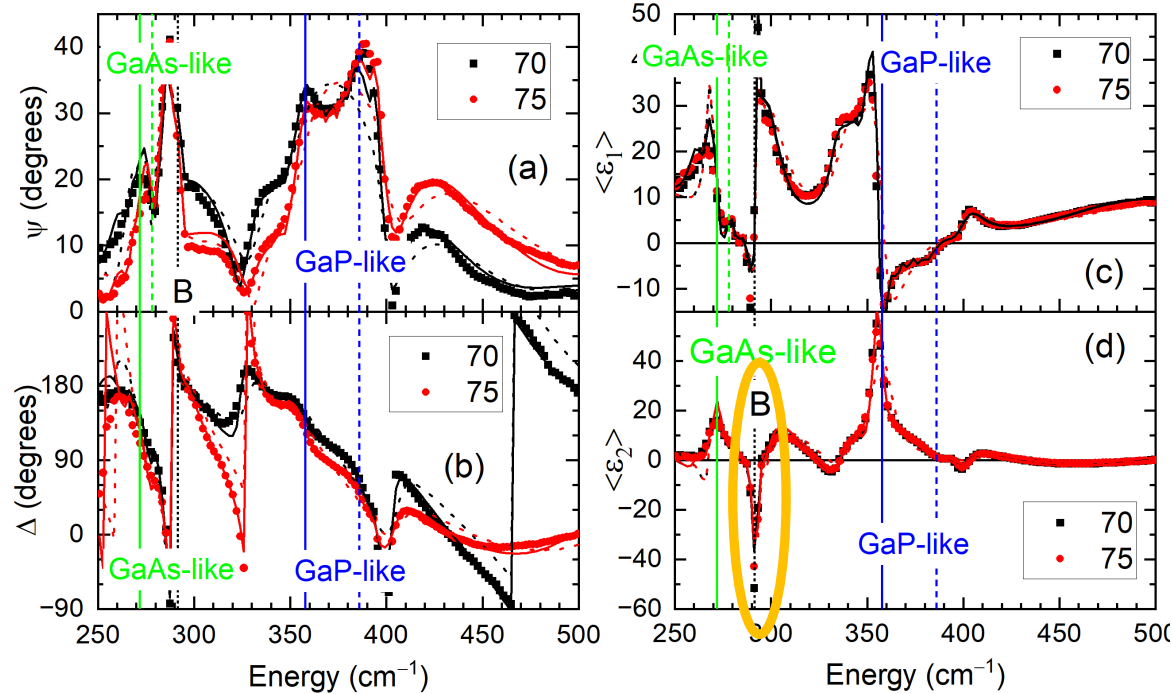 40
30
20
10
0
ψ (degrees)
GaAs-like
70
75
(a)
GaP-like
B
180
90
0
−90
Δ (degrees)
70
75
(b)
GaAs-like
GaP-like
250 300 350 400 450 500
Energy (cm⁻¹)
50
40
30
20
10
0
−10
<ε₁>
GaAs-like
GaP-like
70
75
(c)
40
20
0
−20
−40
−60
<ε₂>
GaAs-like
(d)
B
GaP-like
70
75
250 300 350 400 450 500
Energy (cm⁻¹)